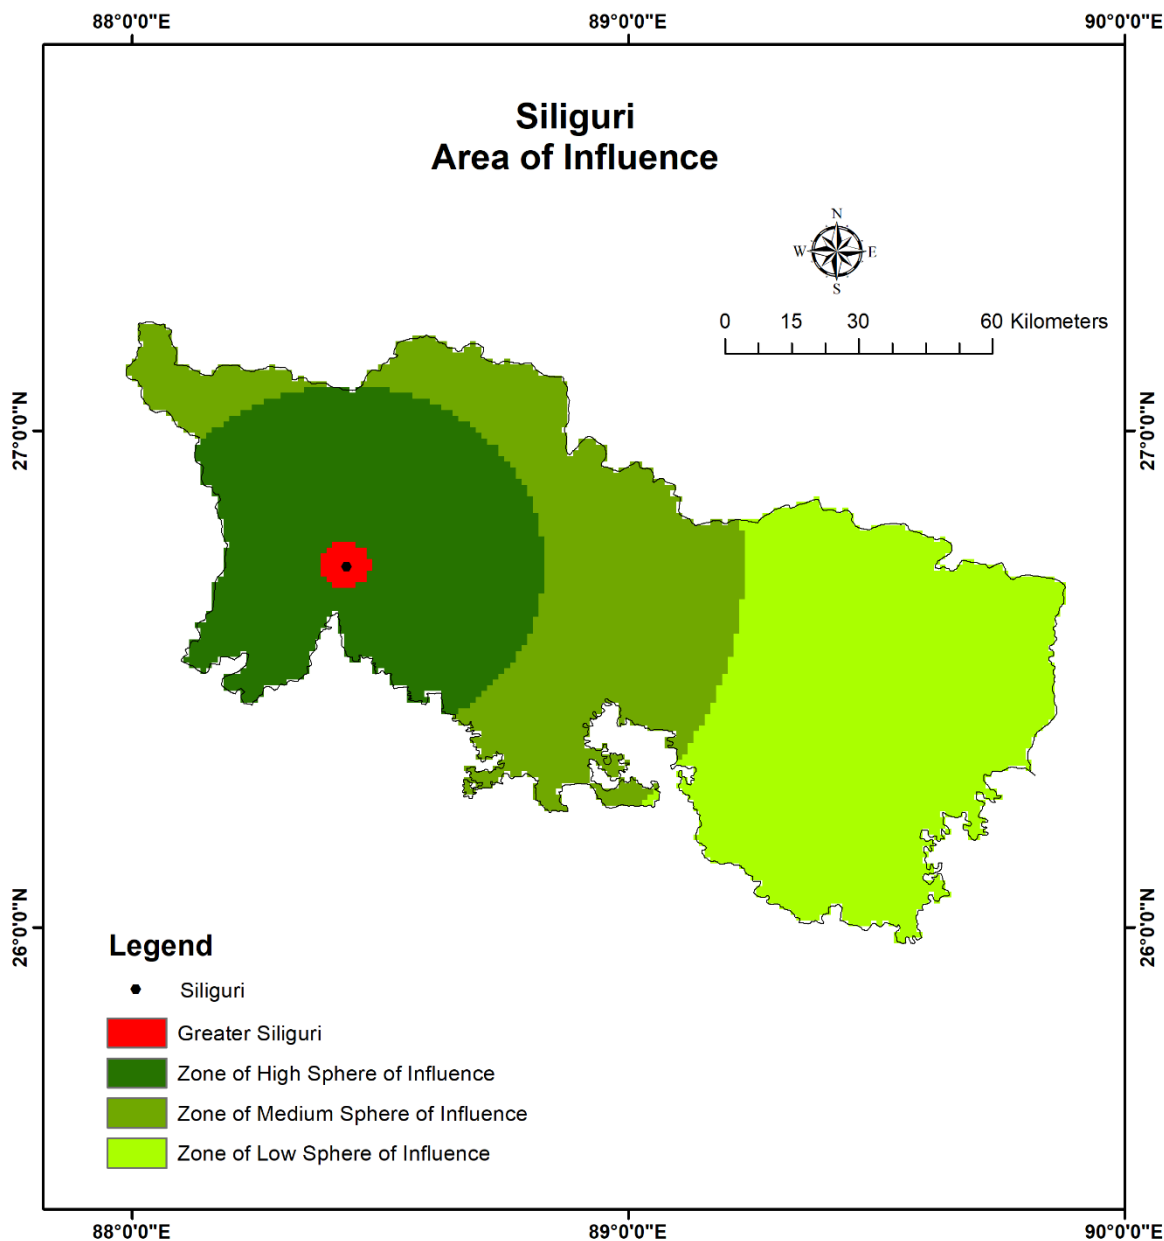 88°0'0"E 89°0'0"E 90°0'0"E
Siliguri
Area of Influence
N
W E
S
0 15 30 60 Kilometers
27°0'0"N 27°0'0"N
26°0'0"N 26°0'0"N
Legend
Siliguri
Greater Siliguri
Zone of High Sphere of Influence
Zone of Medium Sphere of Influence
Zone of Low Sphere of Influence
88°0'0"E 89°0'0"E 90°0'0"E